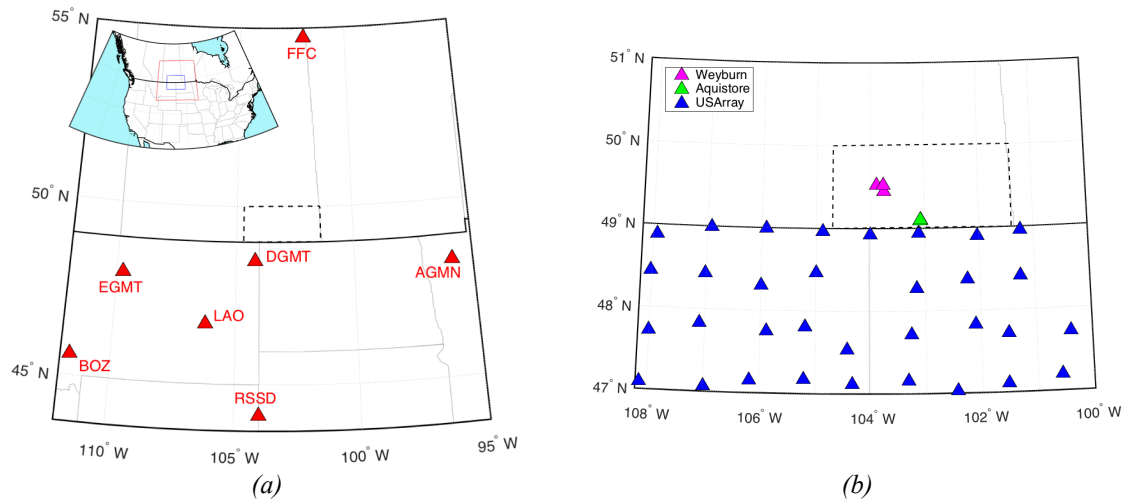 55° N
FFC
50° N
DGMT
AGMN
EGMT
LAO
BOZ
45° N
RSSD
110° W
105° W
100° W
95° W
(a)
51° N
Weyburn
Aquistore
USArray
50° N
49° N
48° N
47° N
108° W
106° W
104° W
102° W
100° W
(b)